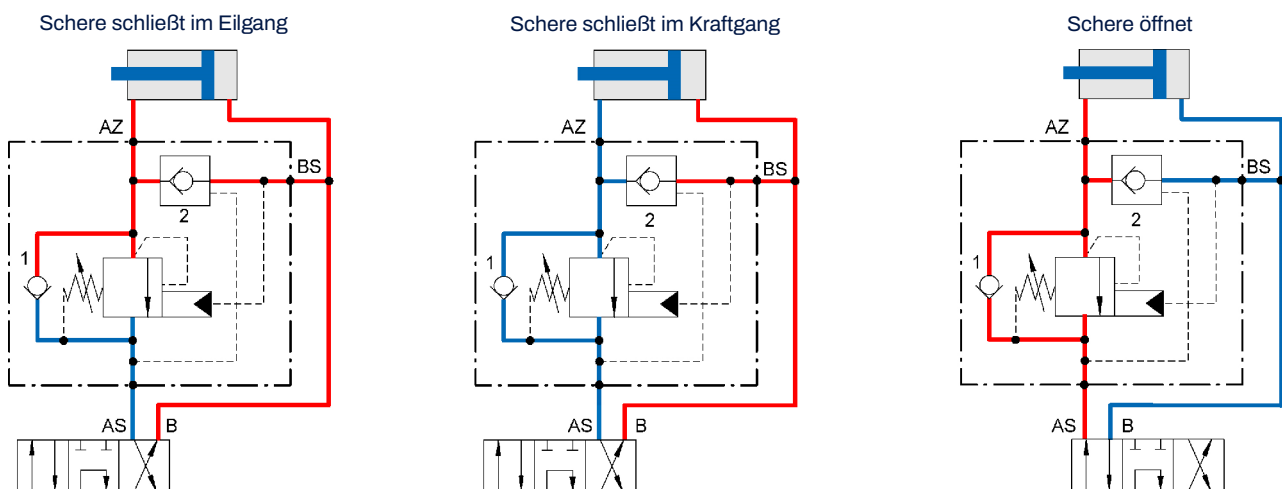 Schere schließt im Eilgang
AZ
BS
2
1
AS B
Schere schließt im Kraftgang
AZ
BS
2
1
AS B
Schere öffnet
AZ
BS
2
1
AS B